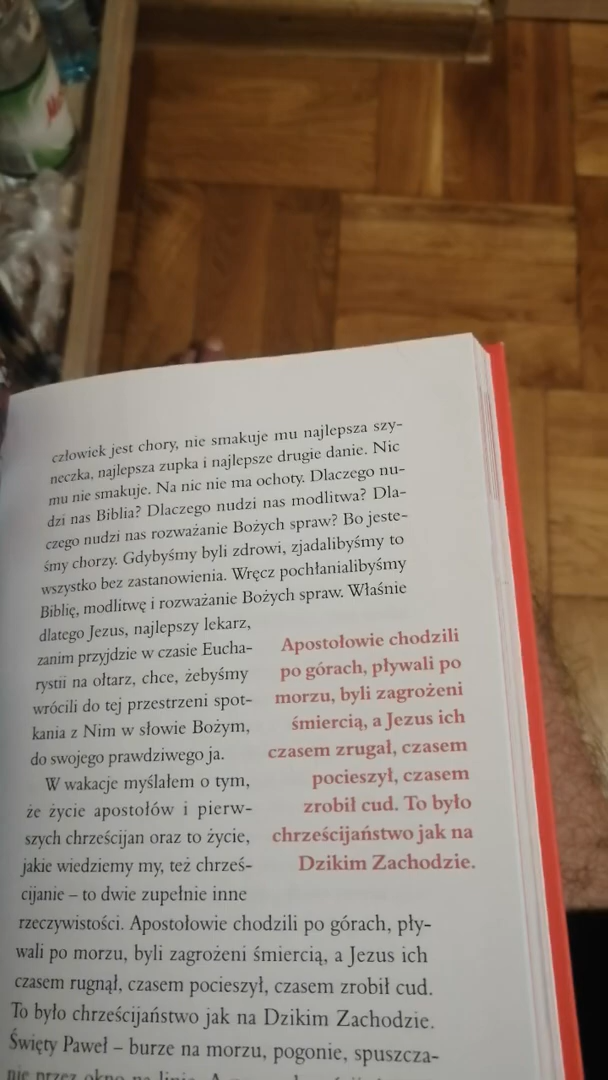 człowiek jest chory, nie smakuje mu najlepsza szy-
neczka, najlepsza zupka i najlepsze drugie danie. Nic
mu nie smakuje. Na nic nie ma ochoty. Dlaczego nu-
dzi nas Biblia? Dlaczego nudzi nas modlitwa? Dla-
czego nudzi nas rozważanie Bożych spraw? Bo jeste-
śmy chorzy. Gdybyśmy byli zdrowi, zjadalibyśmy to
wszystko bez zastanowienia. Wręcz pochłanialibyśmy
Biblię, modlitwę i rozważanie Bożych spraw. Właśnie
dlatego Jezus, najlepszy lekarz,
zanim przyjdzie w czasie Eucha-
rystii na ołtarz, chce, żebyśmy
wrócili do tej przestrzeni spot-
kania z Nim w słowie Bożym,
do swojego prawdziwego ja.
W wakacje myślałem o tym,
że życie apostołów i pierw-
szych chrześcijan oraz to życie,
jakie wiedziemy my, też chrześ-
cijanie – to dwie zupełnie inne
Apostołowie chodzili
po górach, pływali po
morzu, byli zagrożeni
śmiercią, a Jezus ich
czasem zrugał, czasem
pocieszył, czasem
zrobił cud. To było
chrześcijaństwo jak na
Dzikim Zachodzie.
rzeczywistości. Apostołowie chodzili po górach, pły-
wali po morzu, byli zagrożeni śmiercią, a Jezus ich
czasem rugnął, czasem pocieszył, czasem zrobił cud.
To było chrześcijaństwo jak na Dzikim Zachodzie.
Święty Paweł – burze na morzu, pogonie, spuszcza-
nie przez okno na linie. A